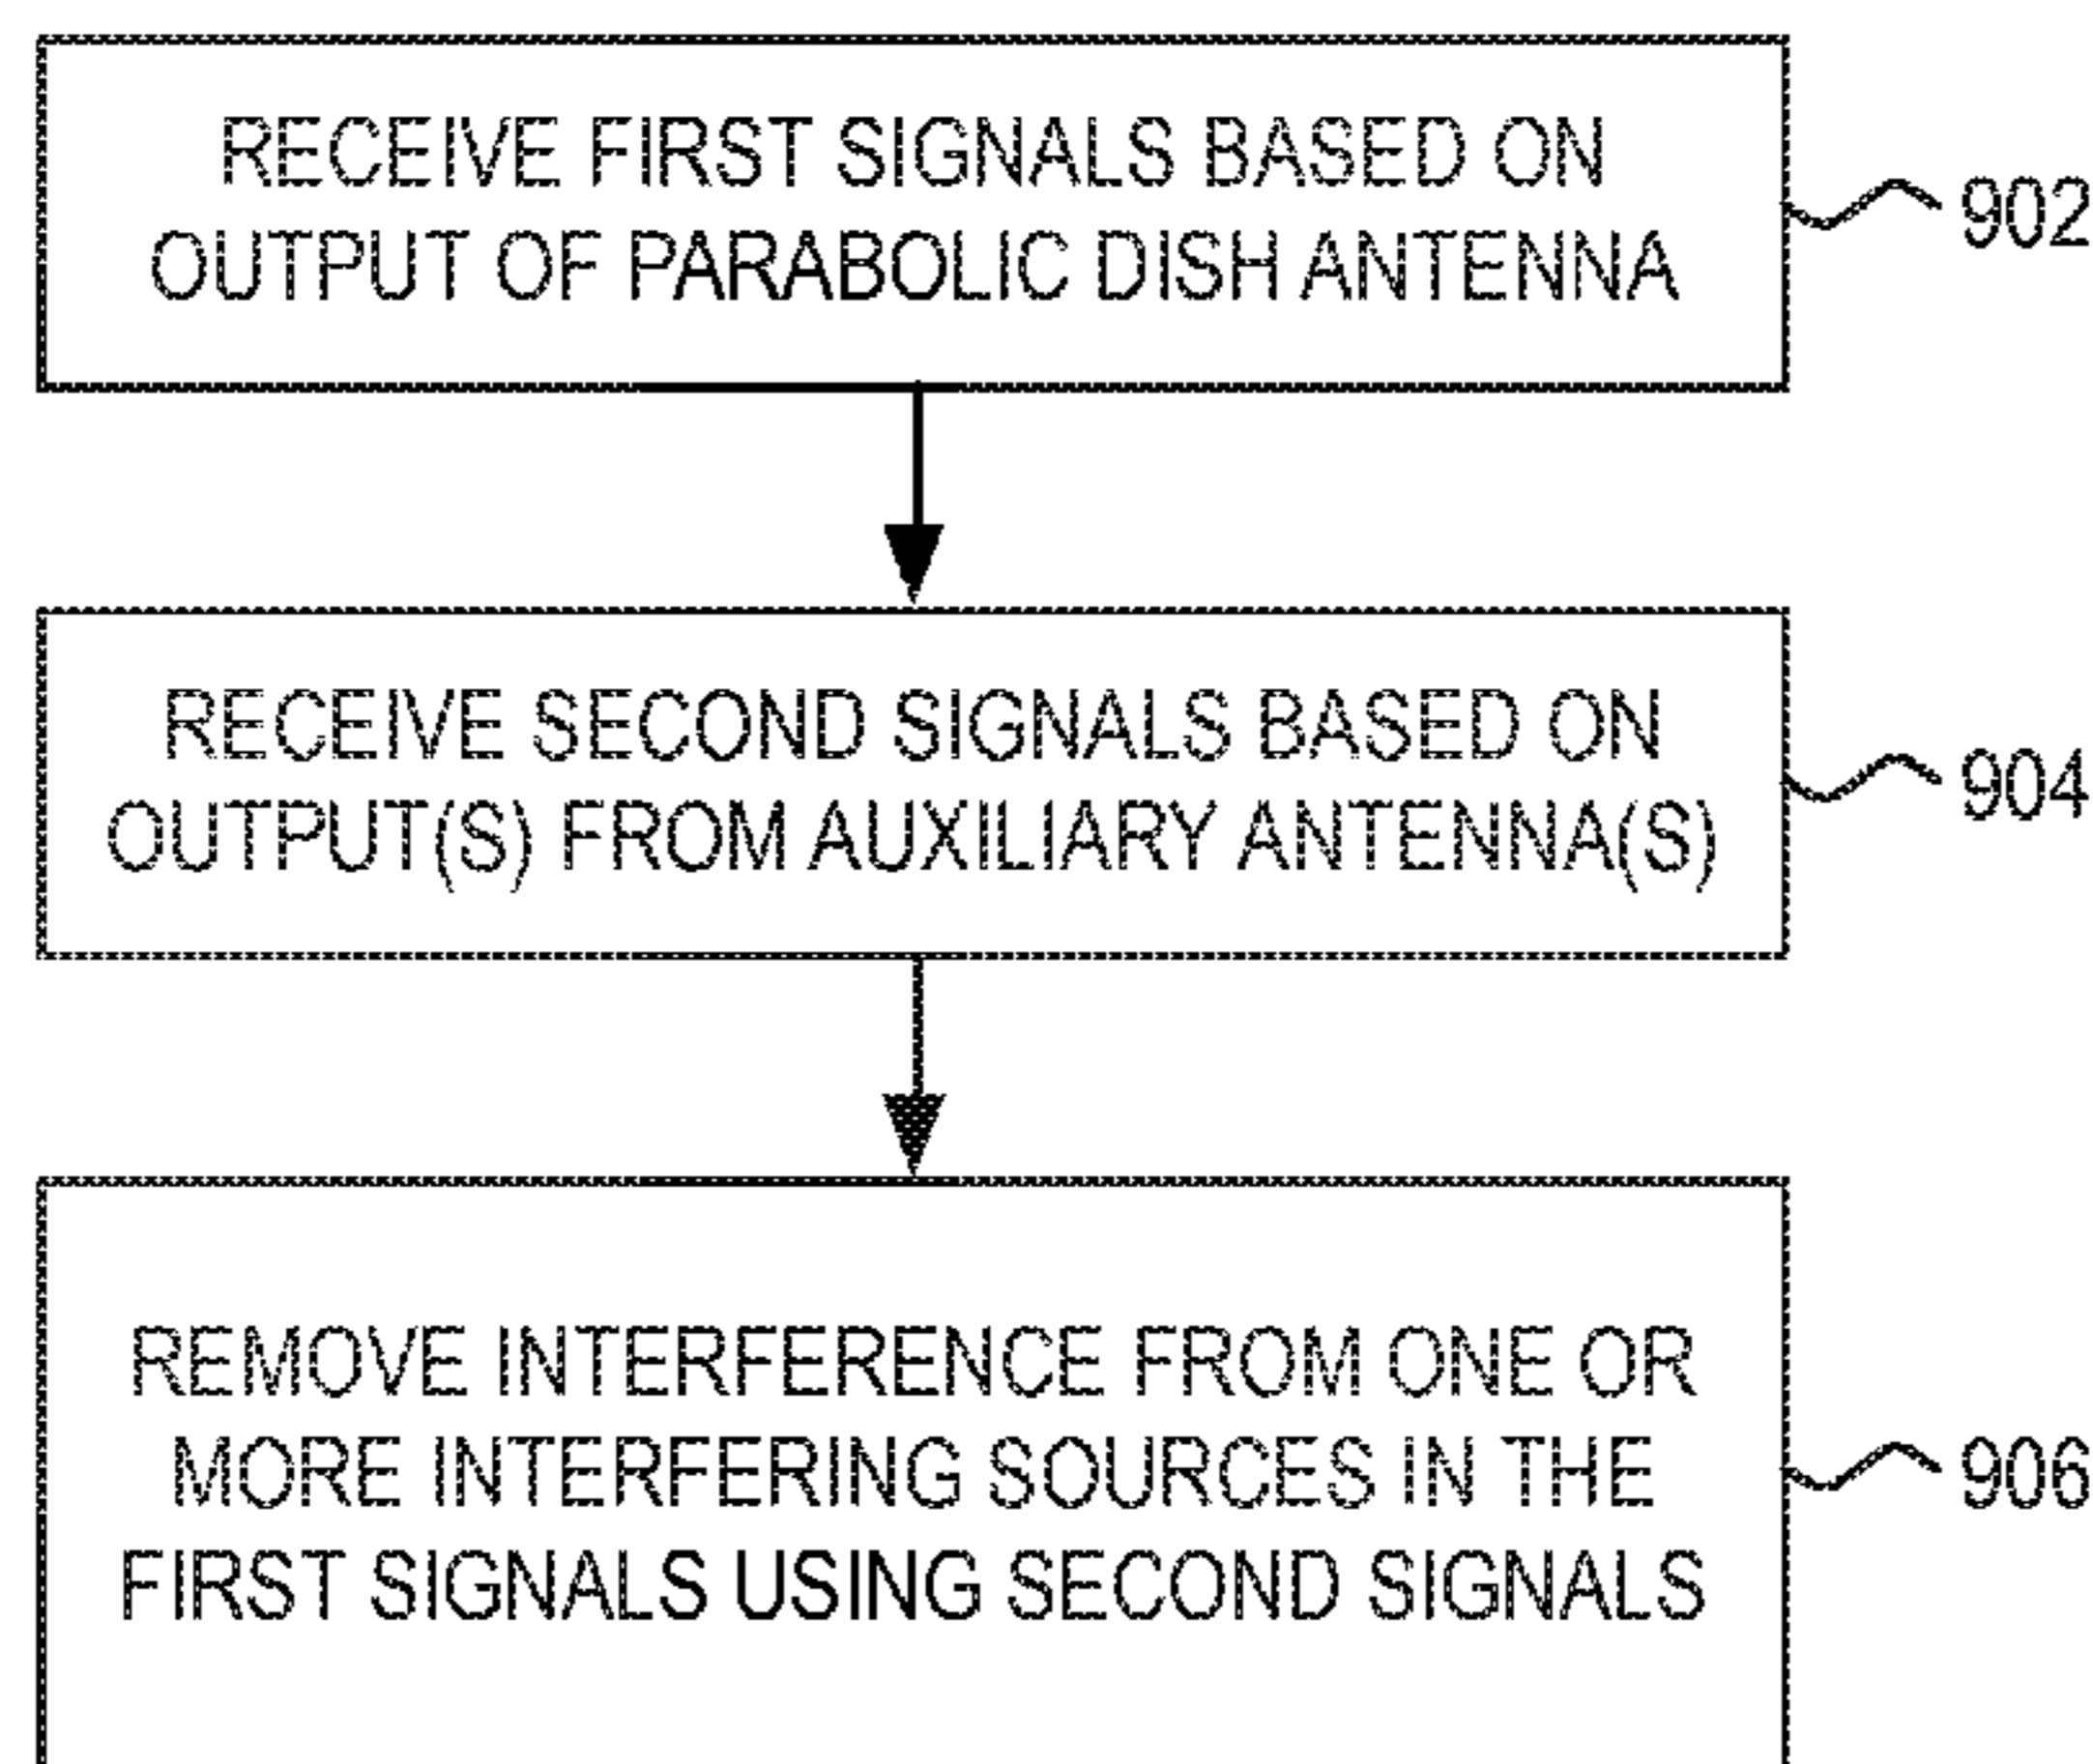 RECEIVE FIRST SIGNALS BASED ON
OUTPUT OF PARABOLIC DISH ANTENNA
902
RECEIVE SECOND SIGNALS BASED ON
OUTPUT(S) FROM AUXILIARY ANTENNA(S)
904
REMOVE INTERFERENCE FROM ONE OR
MORE INTERFERING SOURCES IN THE
FIRST SIGNALS USING SECOND SIGNALS
906